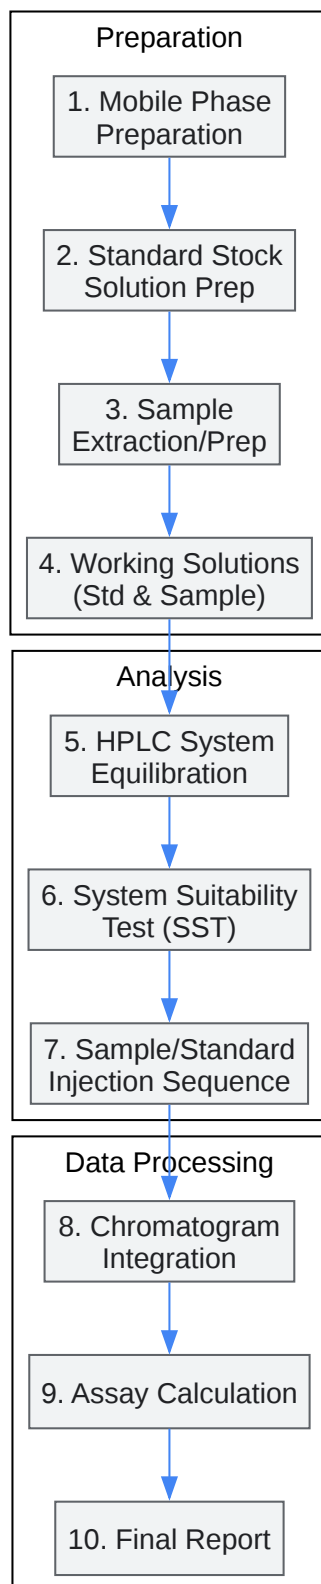 Preparation
1. Mobile Phase
Preparation
2. Standard Stock
Solution Prep
3. Sample
Extraction/Prep
4. Working Solutions
(Std & Sample)
Analysis
5. HPLC System
Equilibration
6. System Suitability
Test (SST)
7. Sample/Standard
Injection Sequence
Data Processing
8. Chromatogram
Integration
9. Assay Calculation
10. Final Report